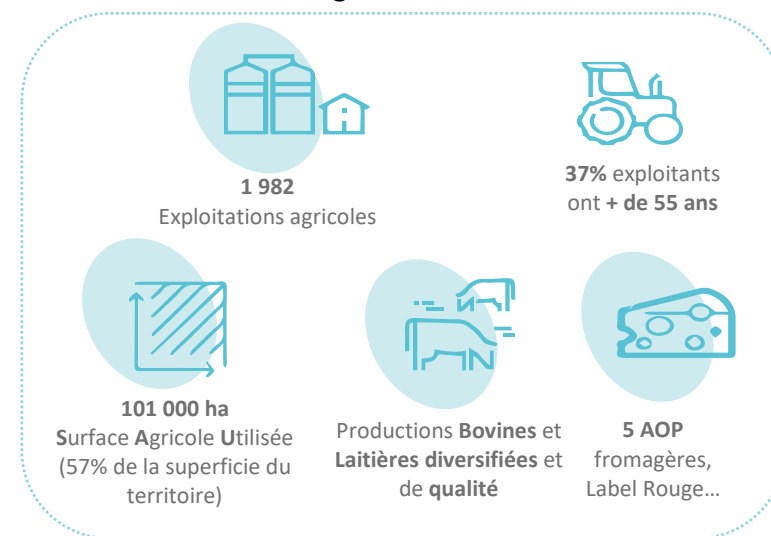 1 982
Exploitations agricoles
37% exploitants
ont + de 55 ans
101 000 ha
Surface Agricole Utilisée
(57% de la superficie du
territoire)
Productions Bovines et
Laitières diversifiées et
de qualité
5 AOP
fromagères,
Label Rouge…